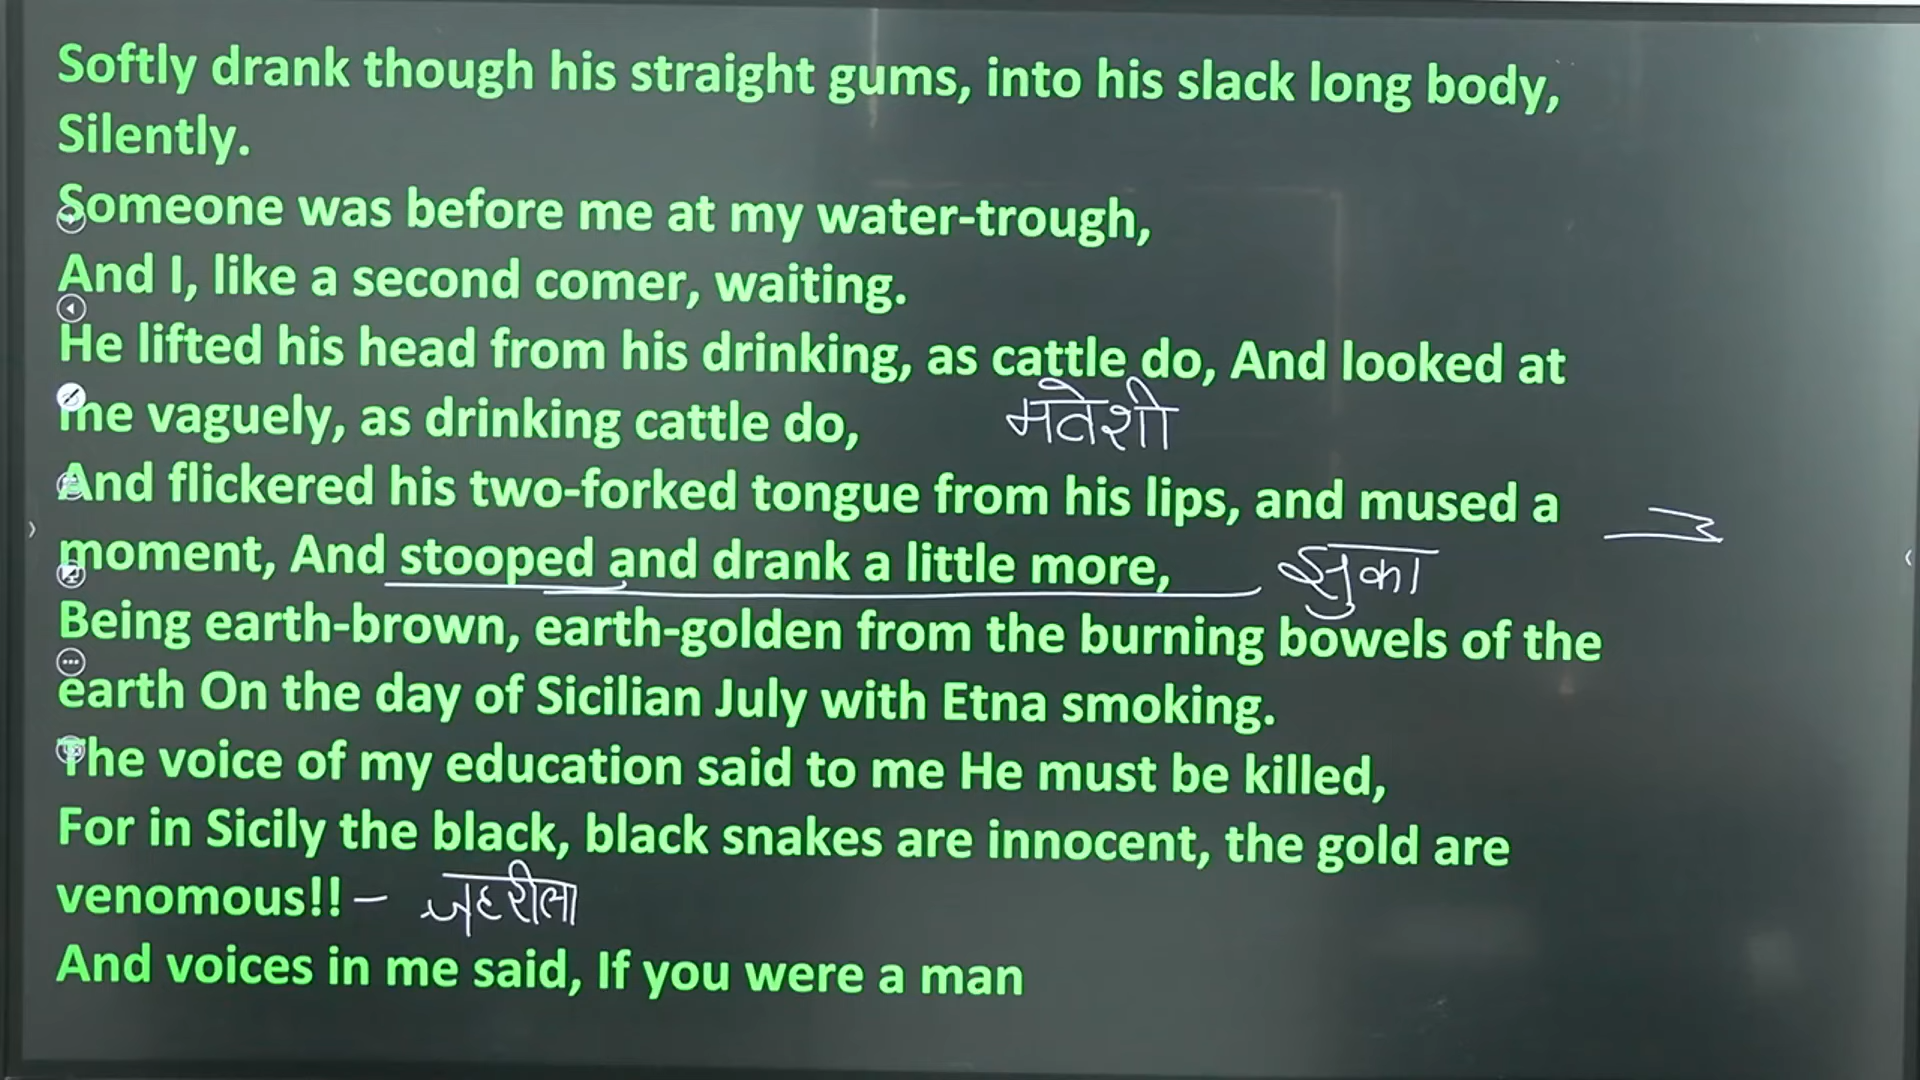 Softly drank though his straight gums, into his slack long body,
Silently.
Someone was before me at my water-trough,
And I, like a second comer, waiting.
He lifted his head from his drinking, as cattle do, And looked at
me vaguely, as drinking cattle do,
मवेशी
And flickered his two-forked tongue from his lips, and mused a
moment, And stooped and drank a little more,
झुका
Being earth-brown, earth-golden from the burning bowels of the
earth On the day of Sicilian July with Etna smoking.
The voice of my education said to me He must be killed,
For in Sicily the black, black snakes are innocent, the gold are
venomous!! – जहरीला
And voices in me said, If you were a man